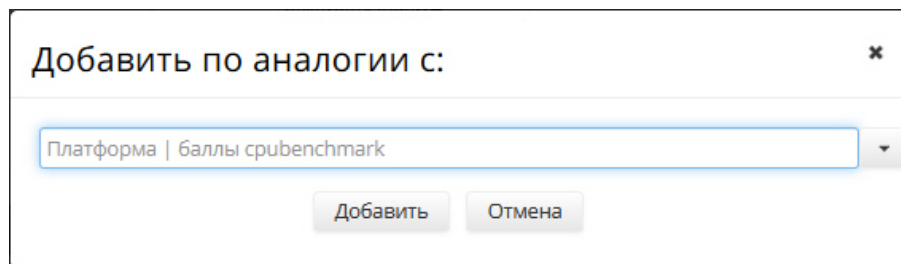 Добавить по аналогии с:
Платформа | баллы cpubenchmark
Добавить Отмена